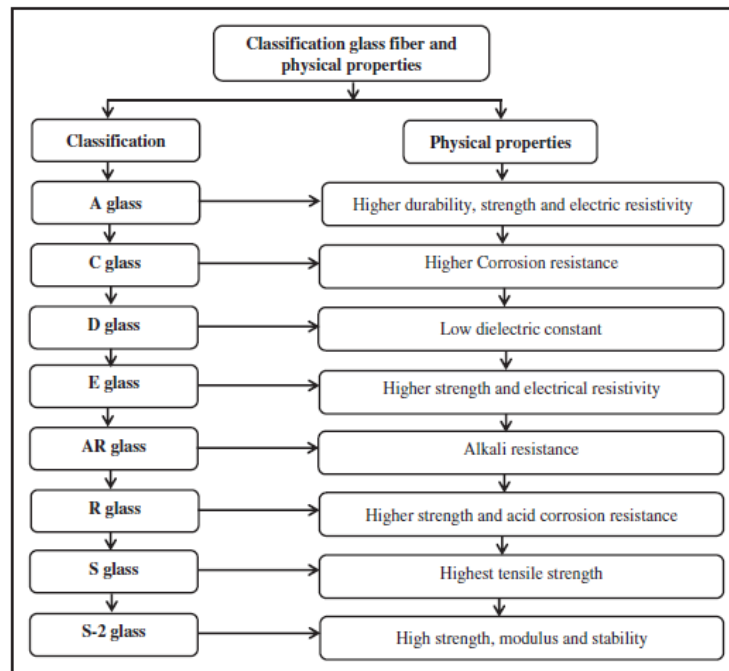 Classification glass fiber and
physical properties
Classification
Physical properties
A glass
Higher durability, strength and electric resistivity
C glass
Higher Corrosion resistance
D glass
Low dielectric constant
E glass
Higher strength and electrical resistivity
AR glass
Alkali resistance
R glass
Higher strength and acid corrosion resistance
S glass
Highest tensile strength
S-2 glass
High strength, modulus and stability